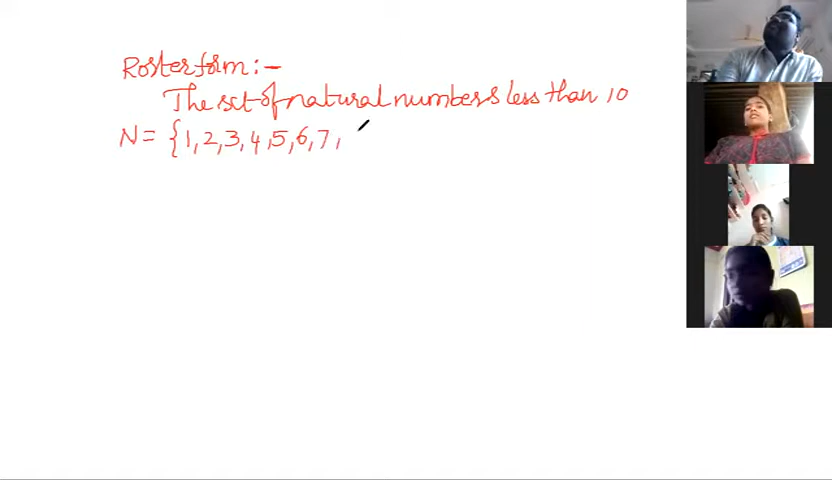 Roster form :-
The set of natural numbers less than 10
N = {1, 2, 3, 4, 5, 6, 7,